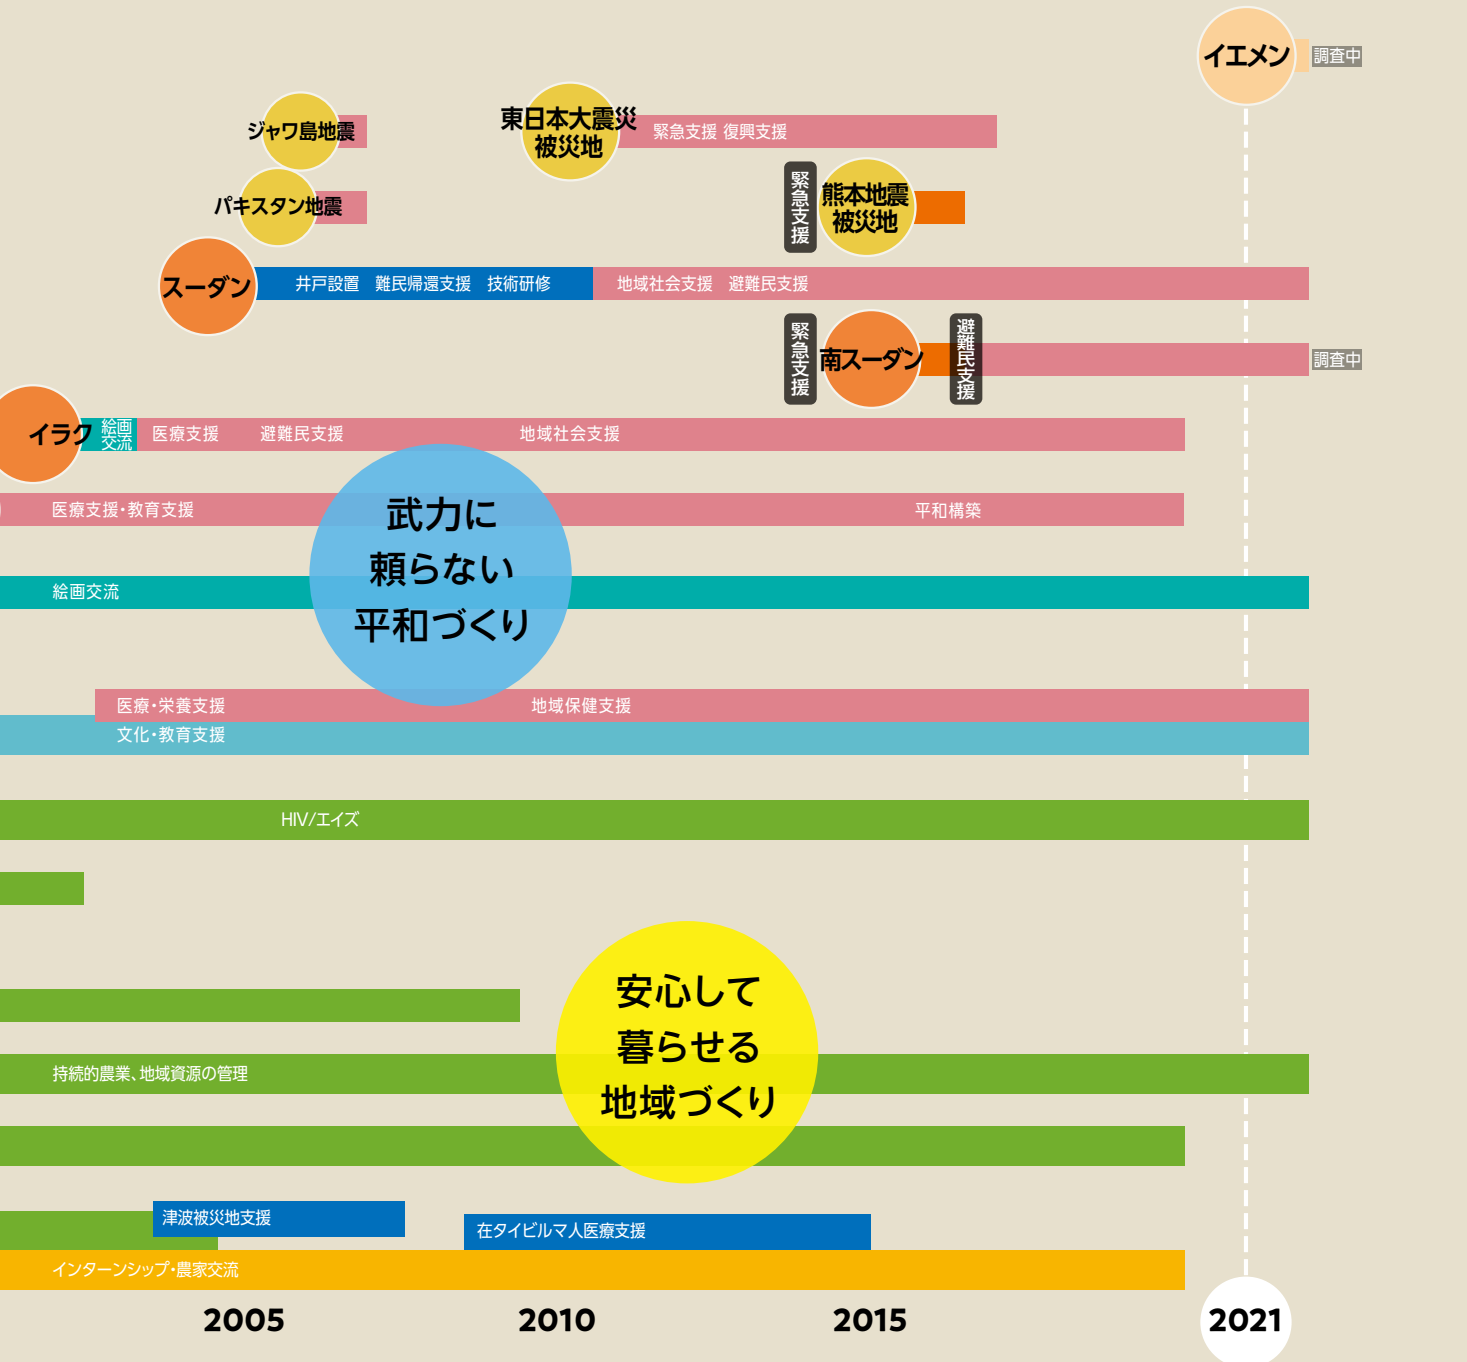 イエメン
調査中
ジャワ島地震
東日本大震災
被災地
緊急支援 復興支援
パキスタン地震
緊急支援
熊本地震
被災地
スーダン
井戸設置　難民帰還支援　技術研修
地域社会支援　避難民支援
緊急支援
南スーダン
避難民支援
調査中
イラク
絵画
交流
医療支援
避難民支援
地域社会支援
医療支援・教育支援
平和構築
武力に
頼らない
平和づくり
絵画交流
医療・栄養支援
地域保健支援
文化・教育支援
HIV/エイズ
安心して
暮らせる
地域づくり
持続的農業、地域資源の管理
津波被災地支援
在タイビルマ人医療支援
インターンシップ・農家交流
2005
2010
2015
2021